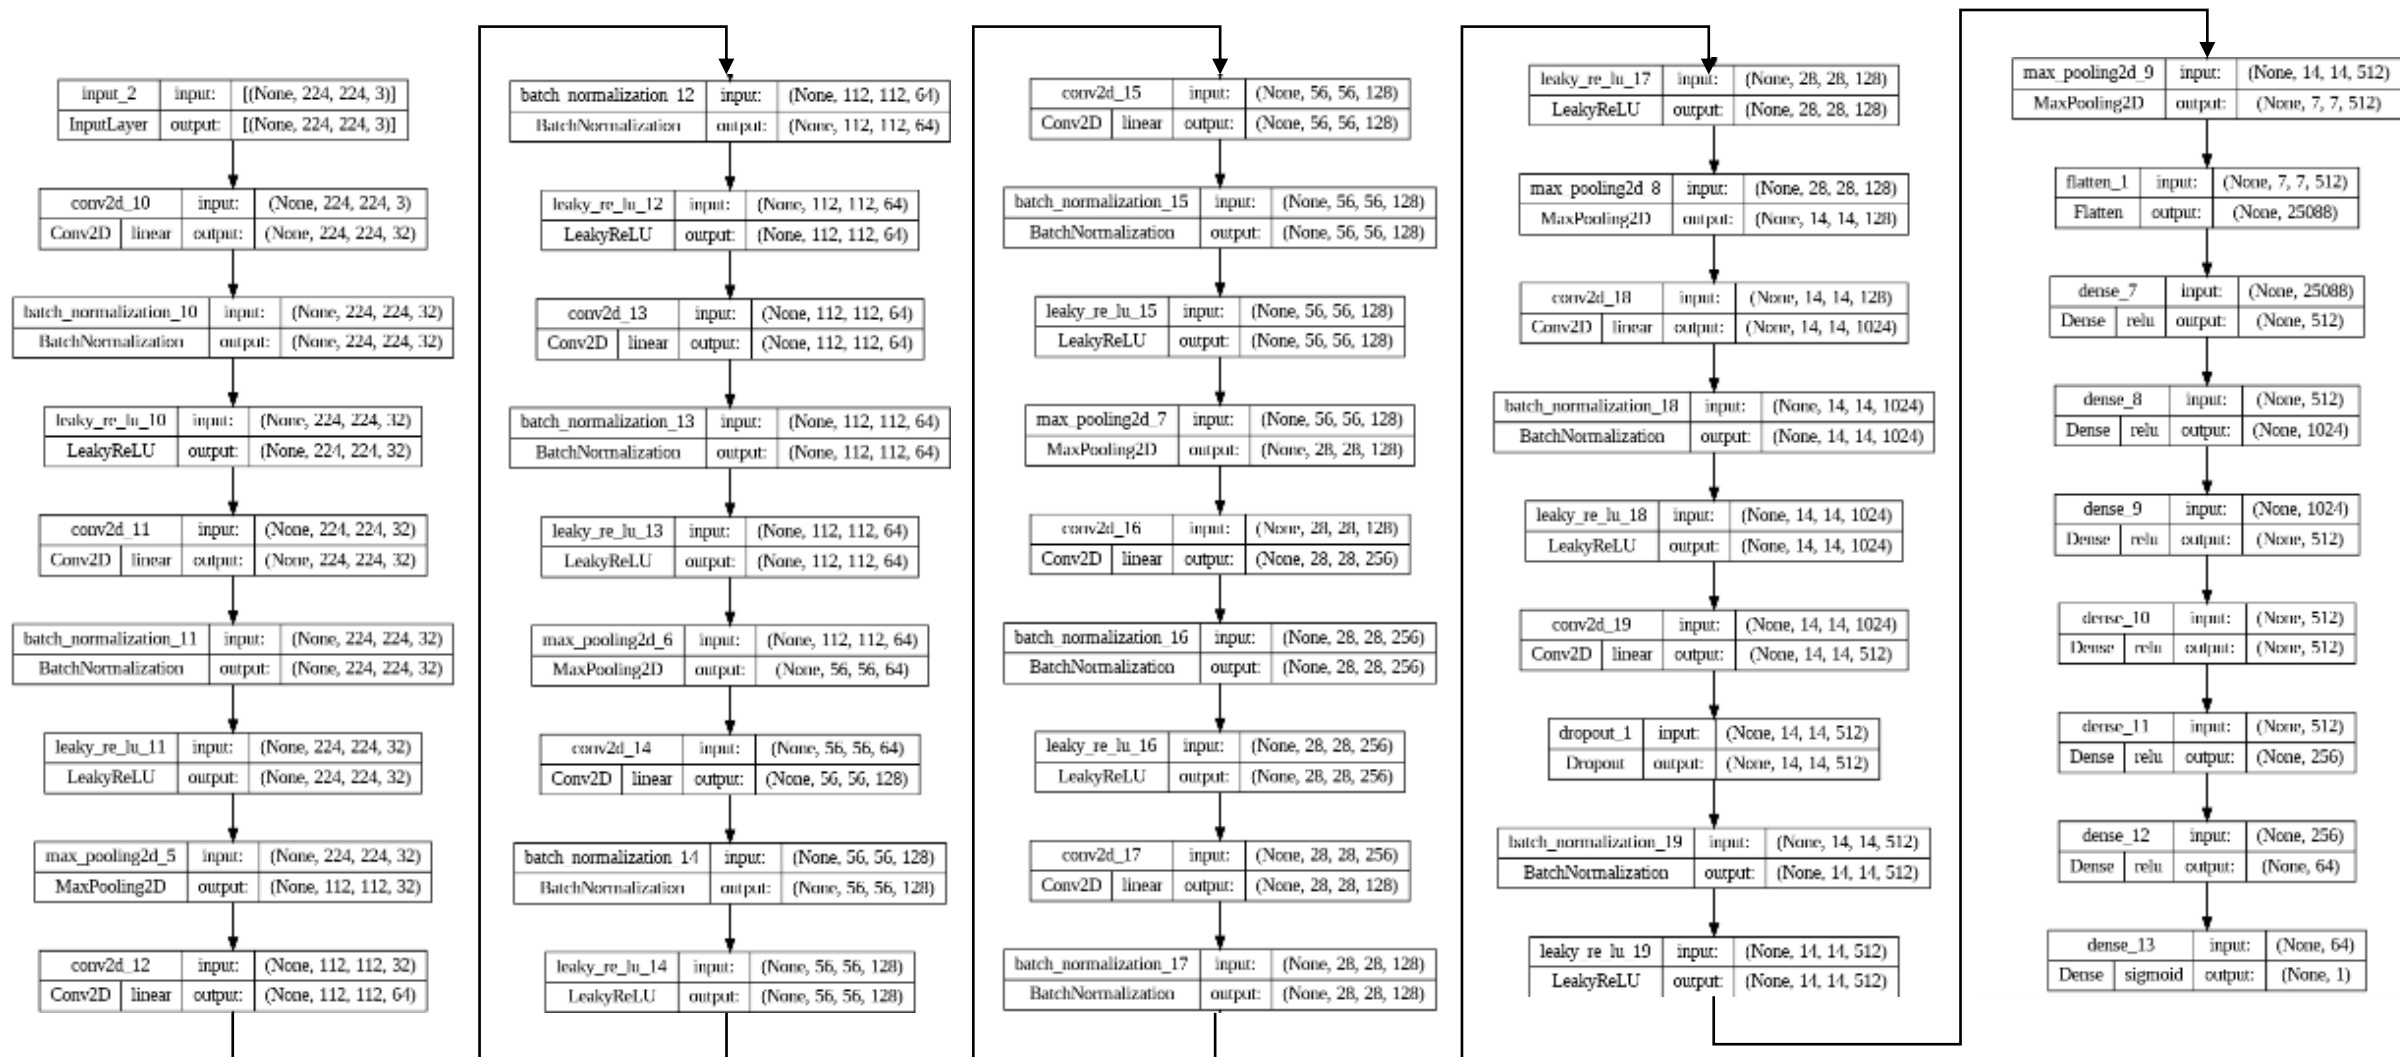 input_2 input: [(None, 224, 224, 3)]
InputLayer output: [(None, 224, 224, 3)]
conv2d_10 input: (None, 224, 224, 3)
Conv2D linear output: (None, 224, 224, 32)
batch_normalization_10 input: (None, 224, 224, 32)
BatchNormalization output: (None, 224, 224, 32)
leaky_re_lu_10 input: (None, 224, 224, 32)
LeakyReLU output: (None, 224, 224, 32)
conv2d_11 input: (None, 224, 224, 32)
Conv2D linear output: (None, 224, 224, 32)
batch_normalization_11 input: (None, 224, 224, 32)
BatchNormalization output: (None, 224, 224, 32)
leaky_re_lu_11 input: (None, 224, 224, 32)
LeakyReLU output: (None, 224, 224, 32)
max_pooling2d_5 input: (None, 224, 224, 32)
MaxPooling2D output: (None, 112, 112, 32)
conv2d_12 input: (None, 112, 112, 32)
Conv2D linear output: (None, 112, 112, 64)
batch_normalization_12 input: (None, 112, 112, 64)
BatchNormalization output: (None, 112, 112, 64)
leaky_re_lu_12 input: (None, 112, 112, 64)
LeakyReLU output: (None, 112, 112, 64)
conv2d_13 input: (None, 112, 112, 64)
Conv2D linear output: (None, 112, 112, 64)
batch_normalization_13 input: (None, 112, 112, 64)
BatchNormalization output: (None, 112, 112, 64)
leaky_re_lu_13 input: (None, 112, 112, 64)
LeakyReLU output: (None, 112, 112, 64)
max_pooling2d_6 input: (None, 112, 112, 64)
MaxPooling2D output: (None, 56, 56, 64)
conv2d_14 input: (None, 56, 56, 64)
Conv2D linear output: (None, 56, 56, 128)
batch_normalization_14 input: (None, 56, 56, 128)
BatchNormalization output: (None, 56, 56, 128)
leaky_re_lu_14 input: (None, 56, 56, 128)
LeakyReLU output: (None, 56, 56, 128)
conv2d_15 input: (None, 56, 56, 128)
Conv2D linear output: (None, 56, 56, 128)
batch_normalization_15 input: (None, 56, 56, 128)
BatchNormalization output: (None, 56, 56, 128)
leaky_re_lu_15 input: (None, 56, 56, 128)
LeakyReLU output: (None, 56, 56, 128)
max_pooling2d_7 input: (None, 56, 56, 128)
MaxPooling2D output: (None, 28, 28, 128)
conv2d_16 input: (None, 28, 28, 128)
Conv2D linear output: (None, 28, 28, 256)
batch_normalization_16 input: (None, 28, 28, 256)
BatchNormalization output: (None, 28, 28, 256)
leaky_re_lu_16 input: (None, 28, 28, 256)
LeakyReLU output: (None, 28, 28, 256)
conv2d_17 input: (None, 28, 28, 256)
Conv2D linear output: (None, 28, 28, 128)
batch_normalization_17 input: (None, 28, 28, 128)
BatchNormalization output: (None, 28, 28, 128)
leaky_re_lu_17 input: (None, 28, 28, 128)
LeakyReLU output: (None, 28, 28, 128)
max_pooling2d_8 input: (None, 28, 28, 128)
MaxPooling2D output: (None, 14, 14, 128)
conv2d_18 input: (None, 14, 14, 128)
Conv2D linear output: (None, 14, 14, 1024)
batch_normalization_18 input: (None, 14, 14, 1024)
BatchNormalization output: (None, 14, 14, 1024)
leaky_re_lu_18 input: (None, 14, 14, 1024)
LeakyReLU output: (None, 14, 14, 1024)
conv2d_19 input: (None, 14, 14, 1024)
Conv2D linear output: (None, 14, 14, 512)
dropout_1 input: (None, 14, 14, 512)
Dropout output: (None, 14, 14, 512)
batch_normalization_19 input: (None, 14, 14, 512)
BatchNormalization output: (None, 14, 14, 512)
leaky_re_lu_19 input: (None, 14, 14, 512)
LeakyReLU output: (None, 14, 14, 512)
max_pooling2d_9 input: (None, 14, 14, 512)
MaxPooling2D output: (None, 7, 7, 512)
flatten_1 input: (None, 7, 7, 512)
Flatten output: (None, 25088)
dense_7 input: (None, 25088)
Dense relu output: (None, 512)
dense_8 input: (None, 512)
Dense relu output: (None, 1024)
dense_9 input: (None, 1024)
Dense relu output: (None, 512)
dense_10 input: (None, 512)
Dense relu output: (None, 512)
dense_11 input: (None, 512)
Dense relu output: (None, 256)
dense_12 input: (None, 256)
Dense relu output: (None, 64)
dense_13 input: (None, 64)
Dense sigmoid output: (None, 1)